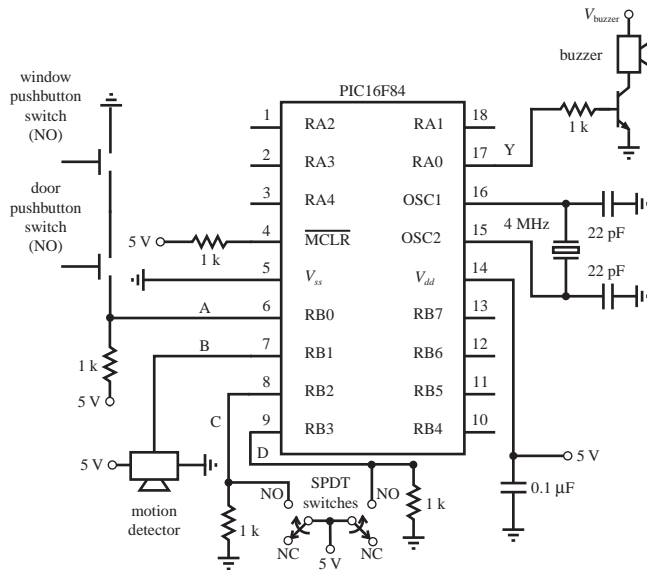 V_buzzer
buzzer
window
pushbutton
switch
(NO)
PIC16F84
1 RA2 RA1 18
1 k
2 RA3 RA0 17 Y
door
pushbutton
switch
(NO)
3 RA4 OSC1 16
5 V
1 k
4 MCLR OSC2 15
4 MHz
22 pF
5 V_ss V_dd 14
22 pF
A 6 RB0 RB7 13
B 7 RB1 RB6 12
1 k
5 V
8 RB2 RB5 11
C
9 RB3 RB4 10
D
5 V
motion
detector
5 V
0.1 µF
SPDT
switches
NO
NO
1 k
1 k
NC
NC
5 V